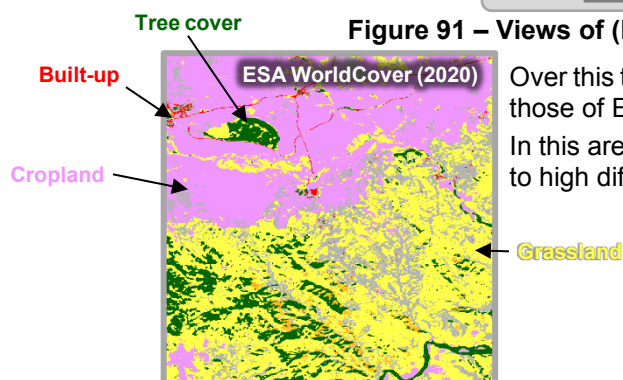 Tree cover
Figure 91 – Views of (
Built-up
ESA WorldCover (2020)
Over this
those of E
In this are
to high dif
Cropland
Grassland